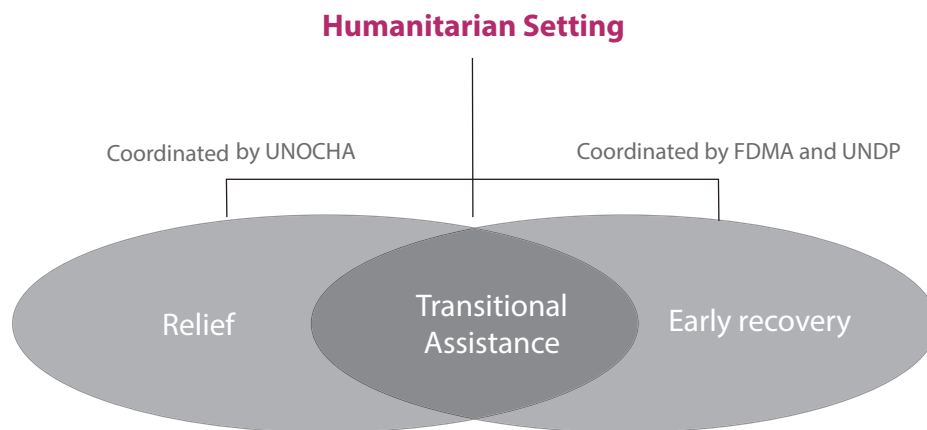 Humanitarian Setting
Coordinated by UNOCHA
Coordinated by FDMA and UNDP
Relief
Transitional
Assistance
Early recovery